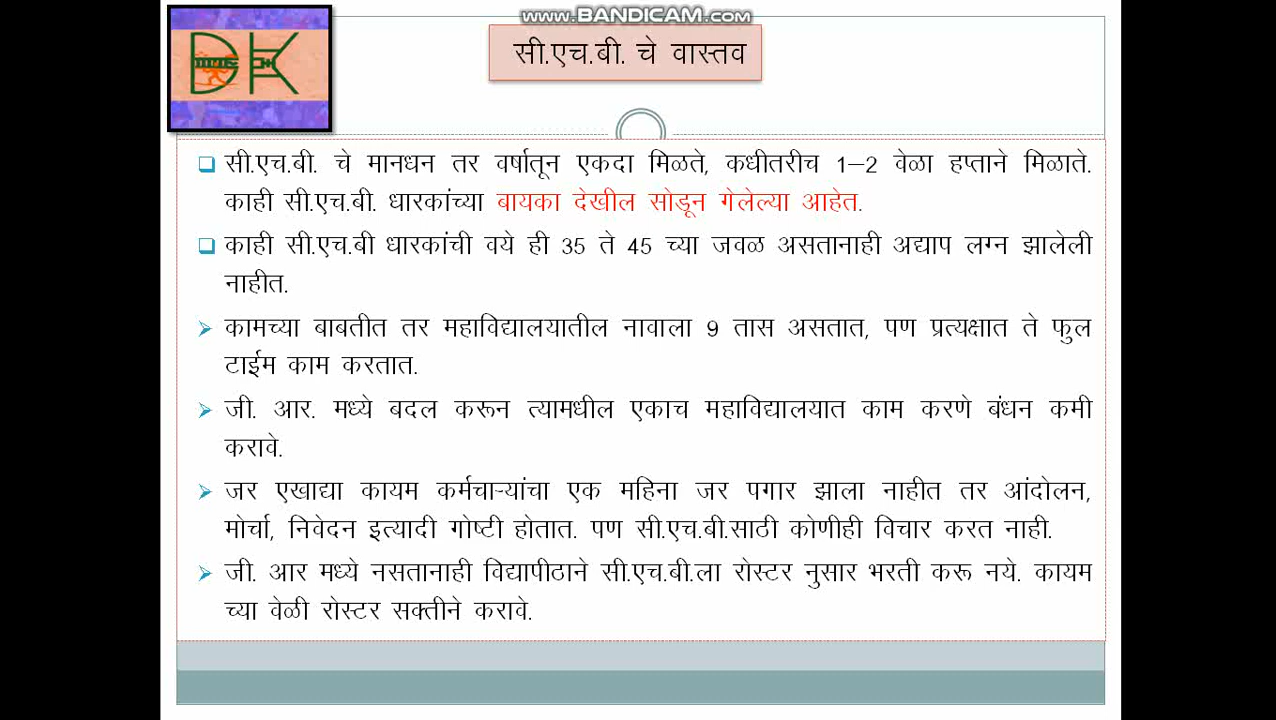 www.BANDICAM.com
DK
सी.एच.बी. चे वास्तव
सी.एच.बी. चे मानधन तर वर्षातून एकदा मिळते, कधीतरीच 1–2 वेळा हप्ताने मिळाते.
काही सी.एच.बी. धारकांच्या बायका देखील सोडून गेलेल्या आहेत.
काही सी.एच.बी धारकांची वये ही 35 ते 45 च्या जवळ असतानाही अद्याप लग्न झालेली
नाहीत.
कामच्या बाबतीत तर महाविद्यालयातील नावाला 9 तास असतात, पण प्रत्यक्षात ते फुल
टाईम काम करतात.
जी. आर. मध्ये बदल करून त्यामधील एकाच महाविद्यालयात काम करणे बंधन कमी
करावे.
जर एखाद्या कायम कर्मचाऱ्यांचा एक महिना जर पगार झाला नाहीत तर आंदोलन,
मोर्चा, निवेदन इत्यादी गोष्टी होतात. पण सी.एच.बी.साठी कोणीही विचार करत नाही.
जी. आर मध्ये नसतानाही विद्यापीठाने सी.एच.बी.ला रोस्टर नुसार भरती करू नये. कायम
च्या वेळी रोस्टर सक्तीने करावे.